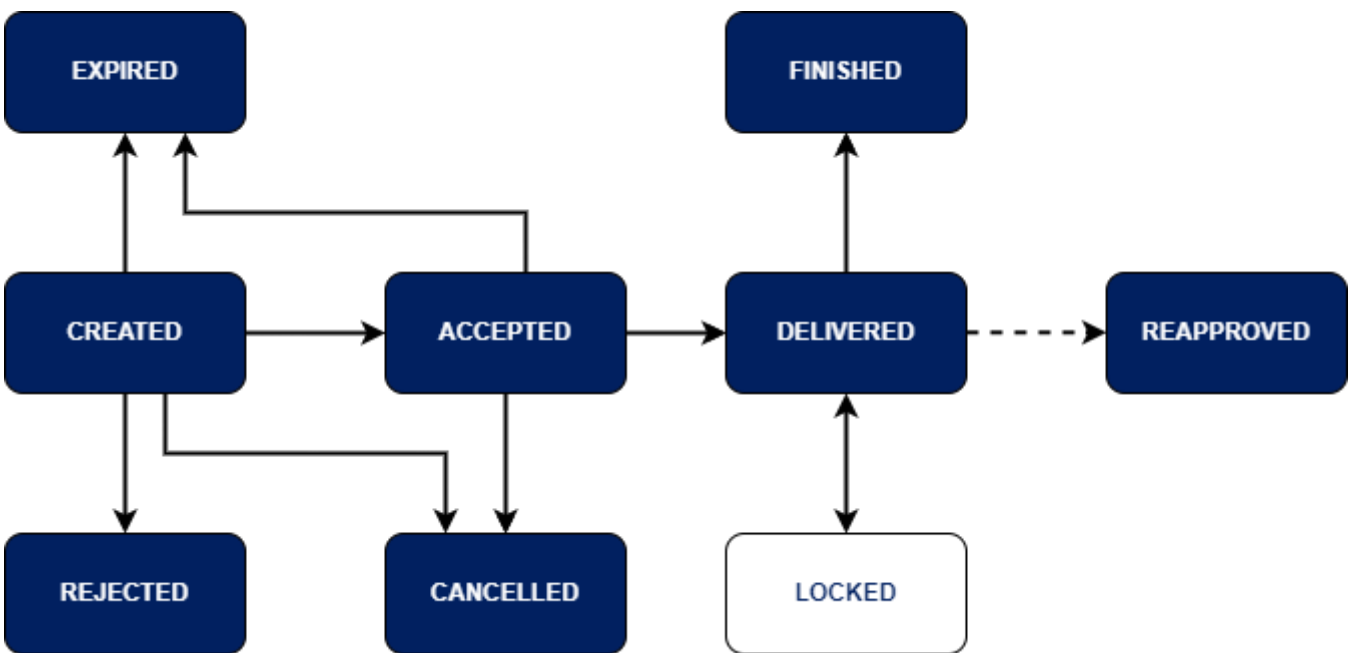 EXPIRED
FINISHED
CREATED
ACCEPTED
DELIVERED
REAPPROVED
REJECTED
CANCELLED
LOCKED